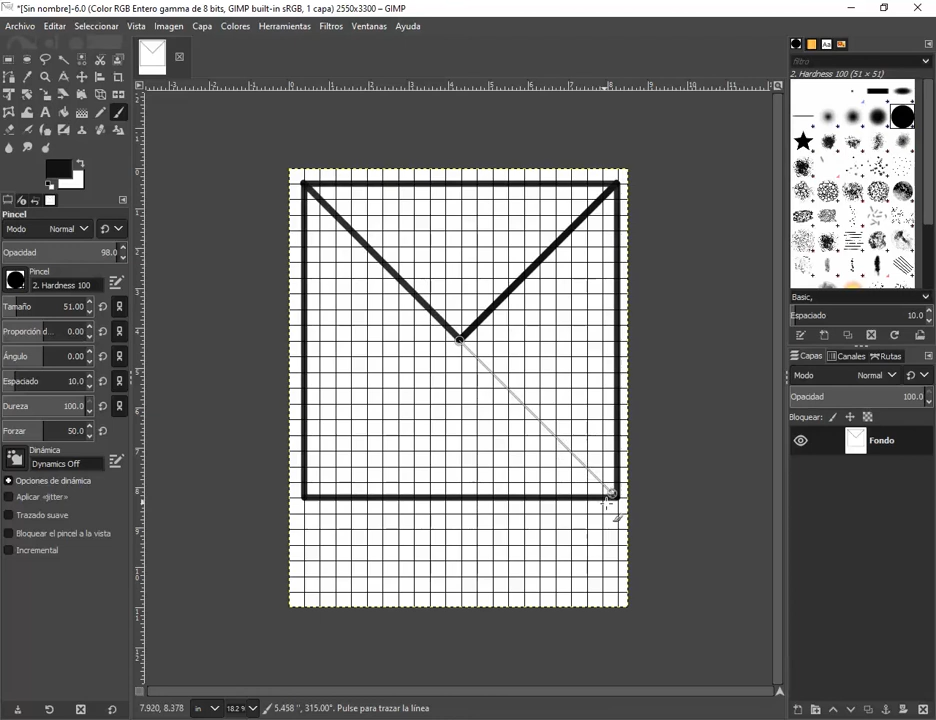 *[Sin nombre]-6.0 (Color RGB Entero gamma de 8 bits, GIMP built-in sRGB, 1 capa) 2550x3300 – GIMP
Archivo Editar Seleccionar Vista Imagen Capa Colores Herramientas Filtros Ventanas Ayuda
filtro
2. Hardness 100 (51 × 51)
Pincel
Modo Normal
Opacidad 98.0
Pincel
2. Hardness 100
Tamaño 51.00
Proporción d... 0.00
Ángulo 0.00
Espaciado 10.0
Dureza 100.0
Forzar 50.0
Dinámica
Dynamics Off
Opciones de dinámica
Aplicar «jitter»
Trazado suave
Bloquear el pincel a la vista
Incremental
Basic,
Espaciado 10.0
Capas Canales Rutas
Modo Normal
Opacidad 100.0
Bloquear:
Fondo
7.920, 8.378 in 18.2 % 5.458 ", 315.00°. Pulse para trazar la línea